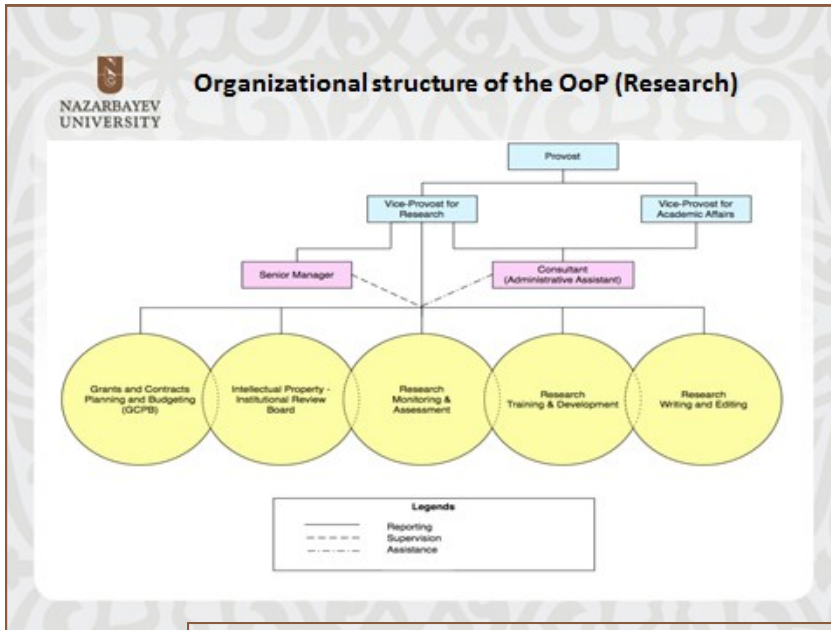 NAZARBAYEV
UNIVERSITY
Organizational structure of the OoP (Research)
Provost
Vice-Provost for
Research
Vice-Provost for
Academic Affairs
Senior Manager
Consultant
(Administrative Assistant)
Grants and Contracts
Planning and Budgeting
(GCPB)
Intellectual Property -
Institutional Review
Board
Research
Monitoring &
Assessment
Research
Training & Development
Research
Writing and Editing
Legends
Reporting
Supervision
Assistance